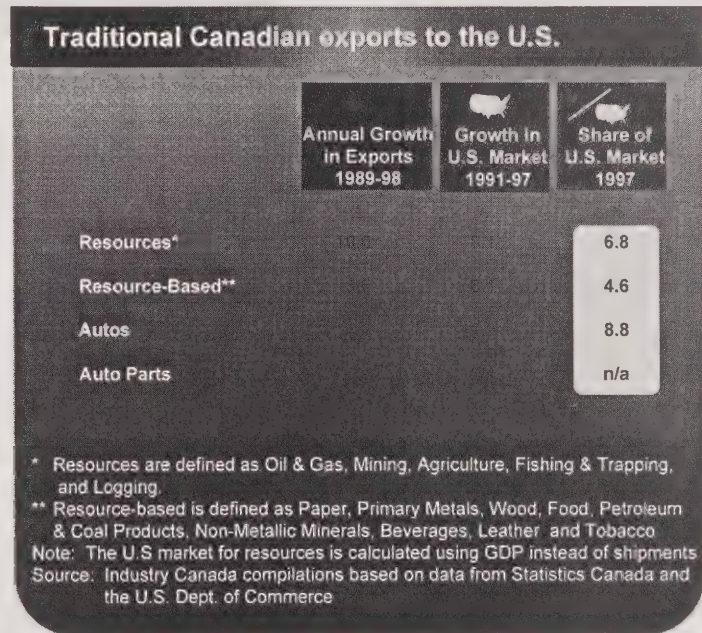 Traditional Canadian exports to the U.S.
Annual Growth in Exports 1989-98
Growth in U.S. Market 1991-97
Share of U.S. Market 1997
Resources* 6.8
Resource-Based** 4.6
Autos 8.8
Auto Parts n/a
* Resources are defined as Oil & Gas, Mining, Agriculture, Fishing & Trapping,
and Logging.
** Resource-based is defined as Paper, Primary Metals, Wood, Food, Petroleum
& Coal Products, Non-Metallic Minerals, Beverages, Leather and Tobacco
Note: The U.S market for resources is calculated using GDP instead of shipments
Source: Industry Canada compilations based on data from Statistics Canada and
the U.S. Dept. of Commerce